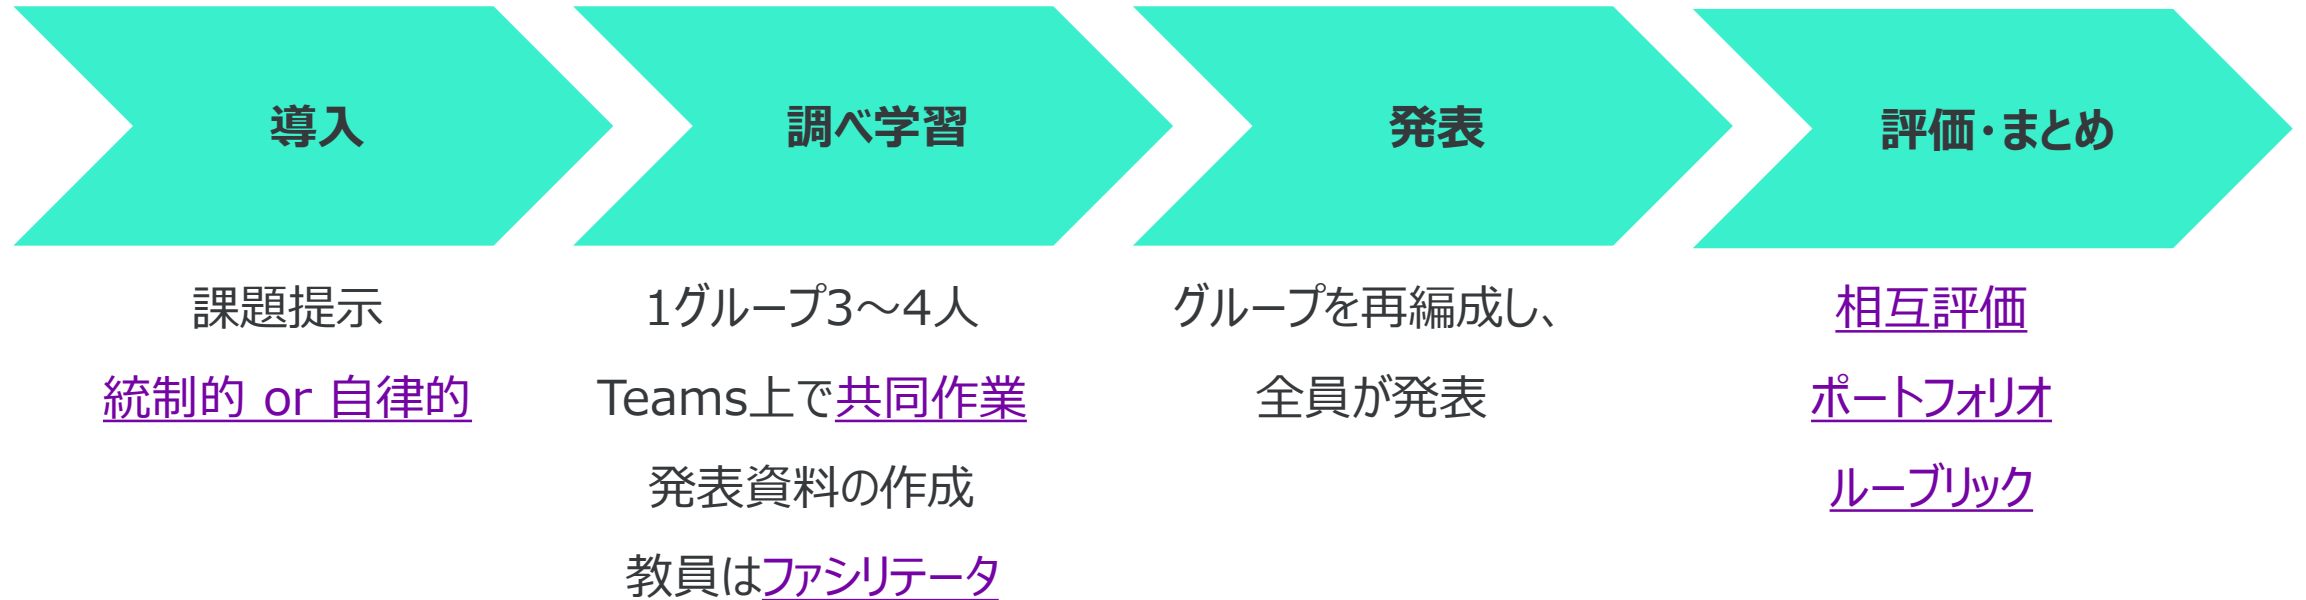 導入
課題提示
統制的 or 自律的
調べ学習
1グループ3～4人
Teams上で共同作業
発表資料の作成
教員はファシリテータ
発表
グループを再編成し、
全員が発表
評価・まとめ
相互評価
ポートフォリオ
ルーブリック